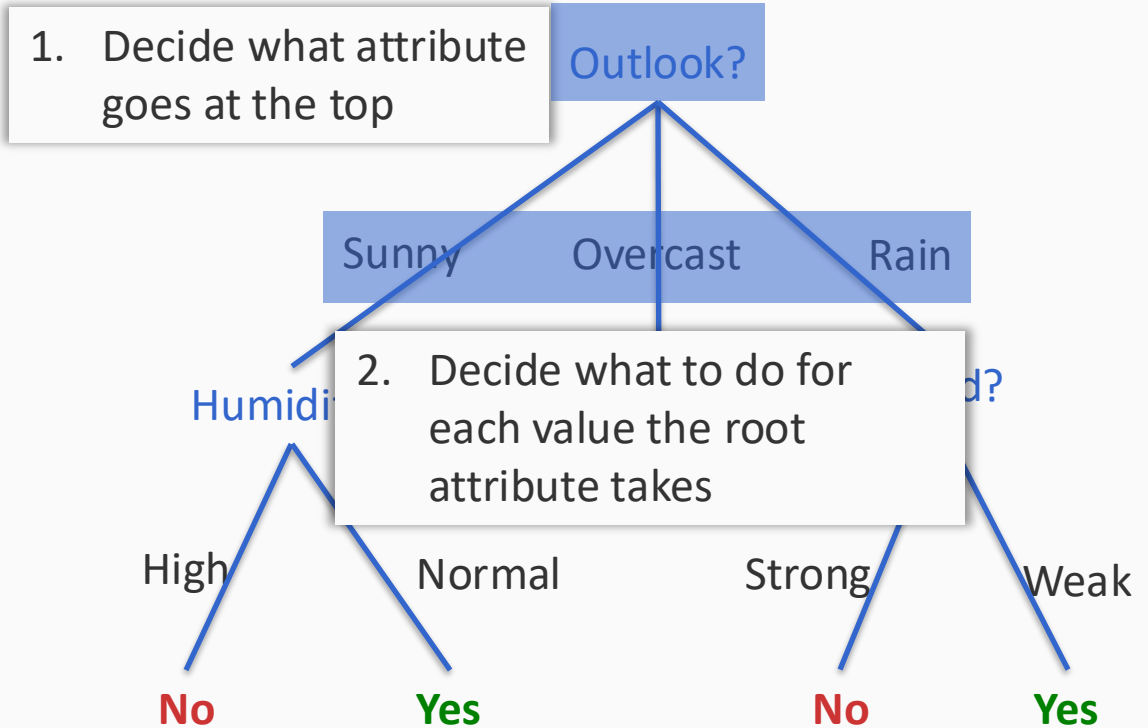 1. Decide what attribute
goes at the top
Outlook?
Sunny Overcast Rain
2. Decide what to do for
each value the root
attribute takes
High Normal Strong Weak
No Yes No Yes